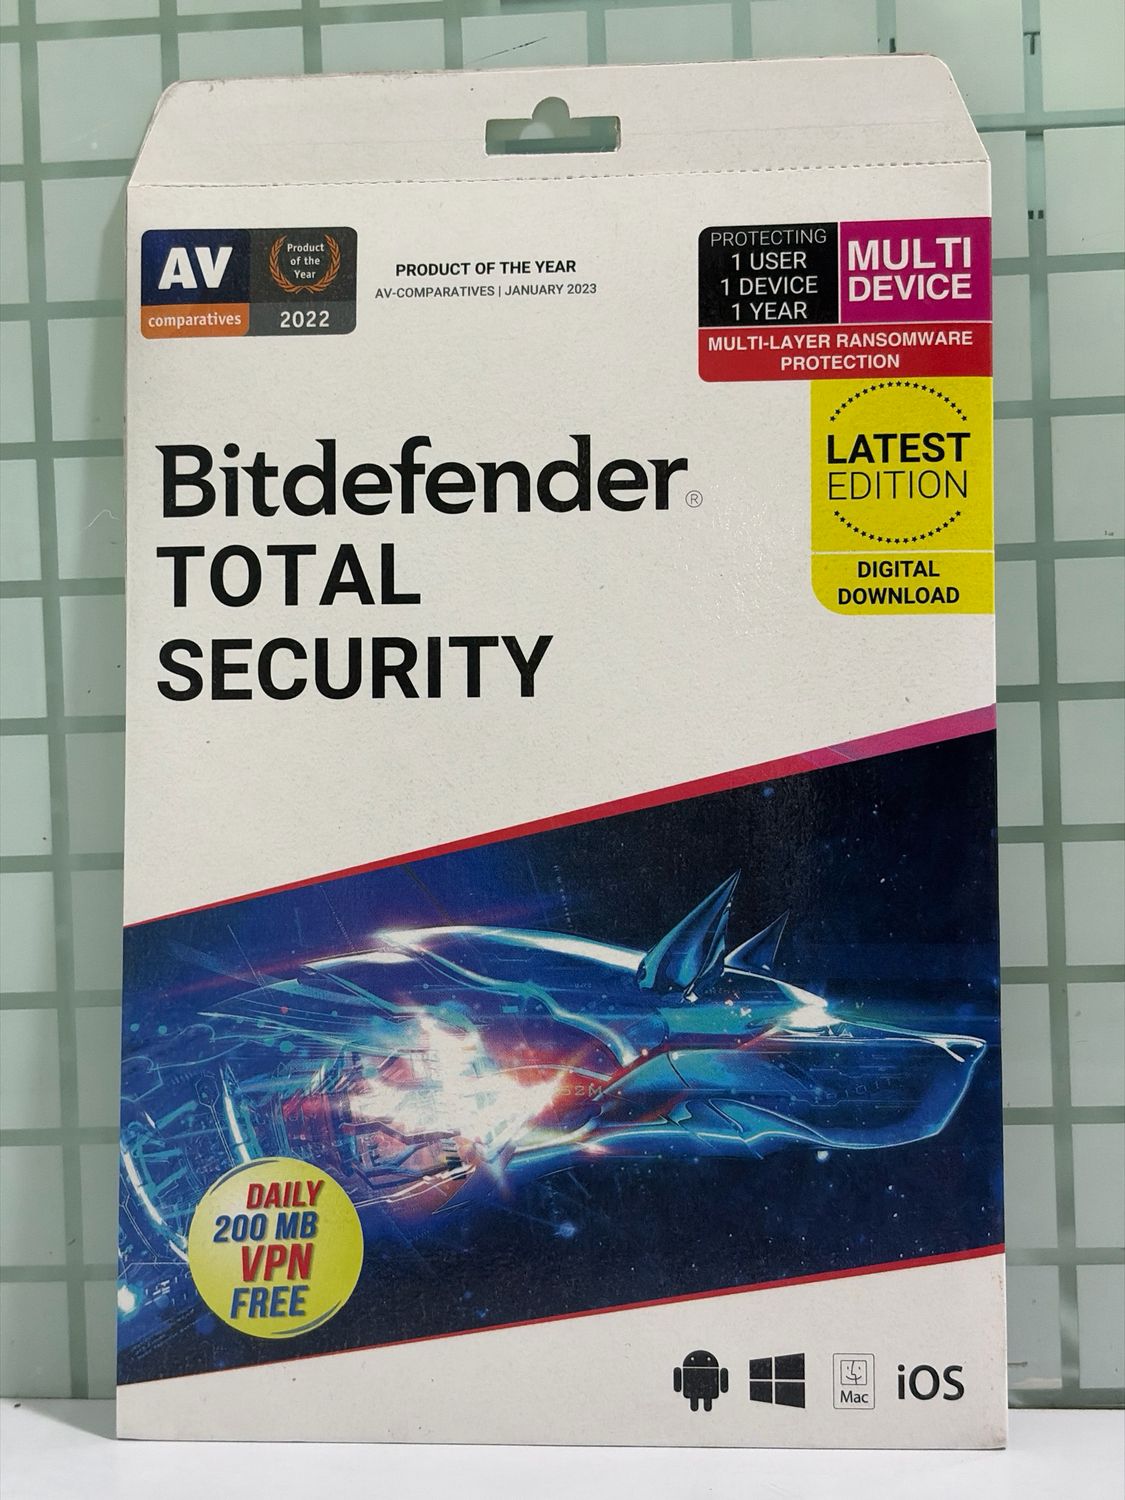 AV
comparatives
Product
of the
Year
2022
PRODUCT OF THE YEAR
AV-COMPARATIVES | JANUARY 2023
PROTECTING
1 USER
1 DEVICE
1 YEAR
MULTI
DEVICE
MULTI-LAYER RANSOMWARE
PROTECTION
LATEST
EDITION
DIGITAL
DOWNLOAD
Bitdefender®
TOTAL
SECURITY
DAILY
200 MB
VPN
FREE
Mac
iOS